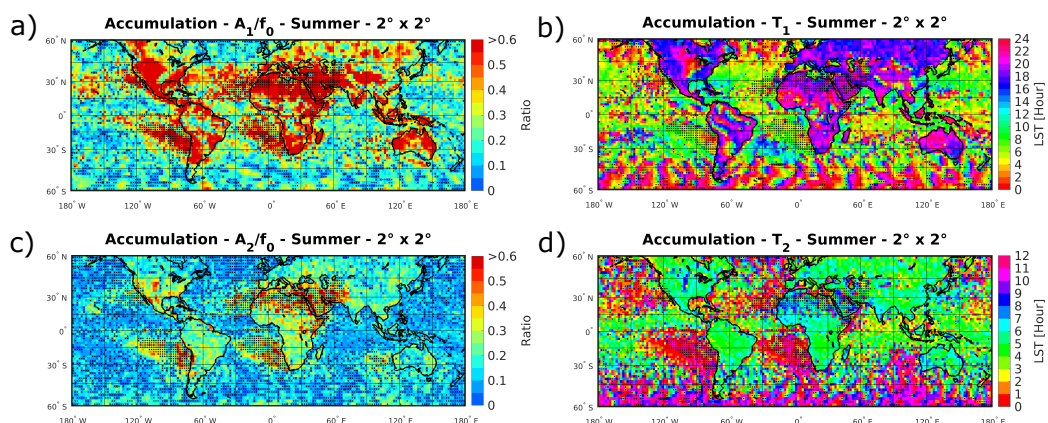 a)
Accumulation - A1/f0 - Summer - 2° x 2°
60° N
30° N
0°
30° S
60° S
180° W 120° W 60° W 0° E 60° E 120° E 180° E
>0.6
0.5
0.4
0.3
0.2
0.1
0
Ratio
b)
Accumulation - T1 - Summer - 2° x 2°
60° N
30° N
0°
30° S
60° S
180° W 120° W 60° W 0° E 60° E 120° E 180° E
24
22
20
18
16
14
12
10
8
6
4
2
0
LST [Hour]
c)
Accumulation - A2/f0 - Summer - 2° x 2°
60° N
30° N
0°
30° S
60° S
180° W 120° W 60° W 0° E 60° E 120° E 180° E
>0.6
0.5
0.4
0.3
0.2
0.1
0
Ratio
d)
Accumulation - T2 - Summer - 2° x 2°
60° N
30° N
0°
30° S
60° S
180° W 120° W 60° W 0° E 60° E 120° E 180° E
12
11
10
9
8
7
6
5
4
3
2
1
0
LST [Hour]